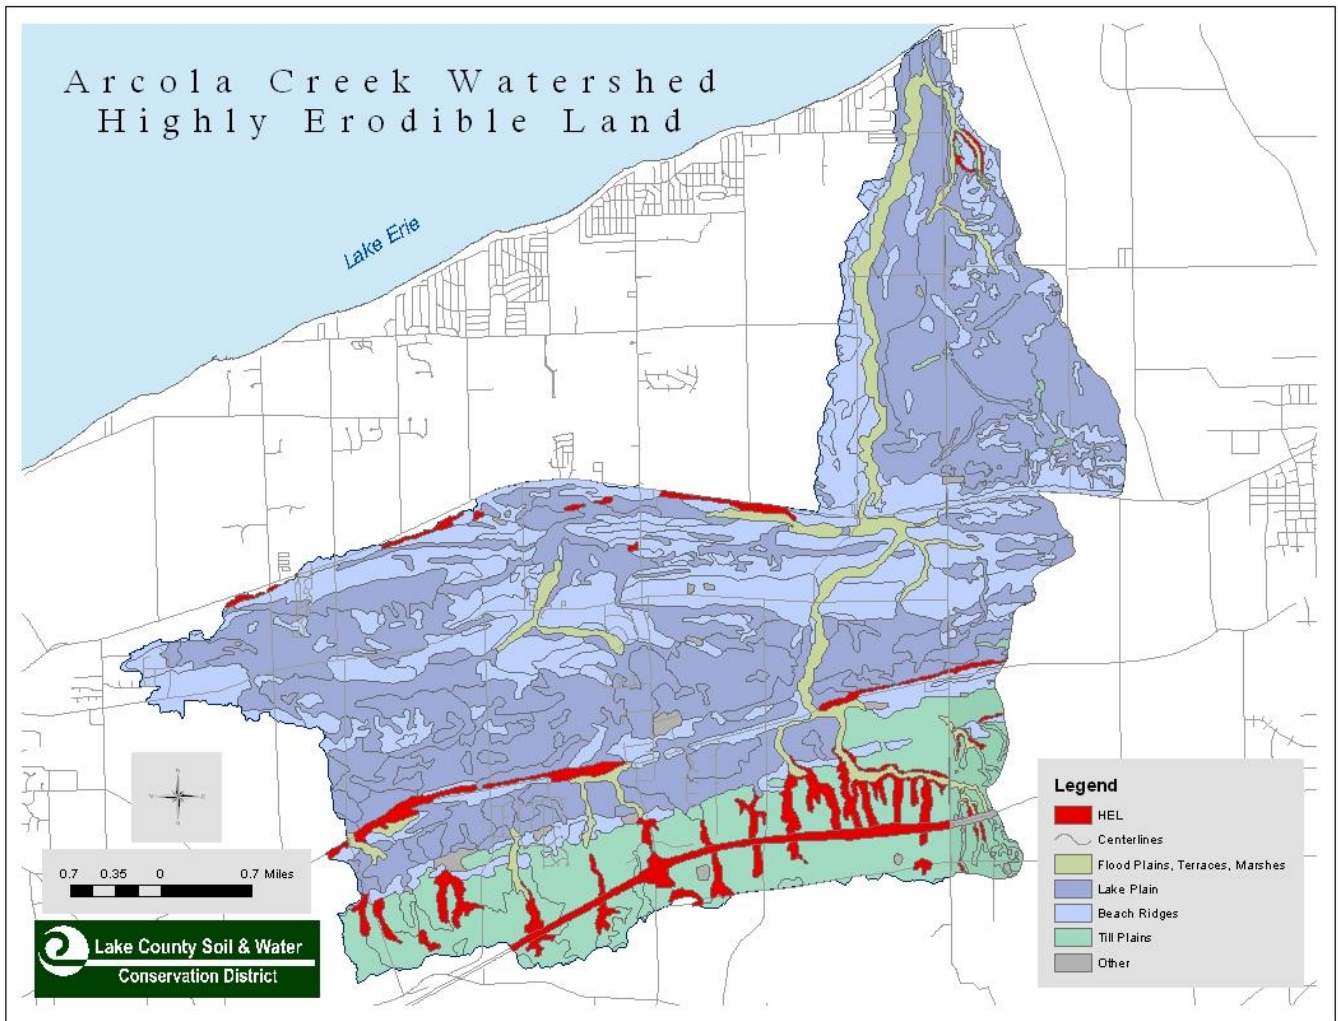 Arcola Creek Watershed
Highly Erodible Land
Lake Erie
N
W E
S
0.7 0.35 0 0.7 Miles
Lake County Soil & Water
Conservation District
Legend
HEL
Centerlines
Flood Plains, Terraces, Marshes
Lake Plain
Beach Ridges
Till Plains
Other